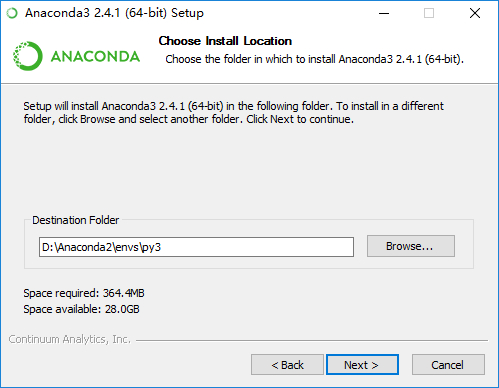 Anaconda3 2.4.1 (64-bit) Setup
ANACONDA
Choose Install Location
Choose the folder in which to install Anaconda3 2.4.1 (64-bit).
Setup will install Anaconda3 2.4.1 (64-bit) in the following folder. To install in a different
folder, click Browse and select another folder. Click Next to continue.
Destination Folder
D:\Anaconda2\envs\py3
Browse...
Space required: 364.4MB
Space available: 28.0GB
Continuum Analytics, Inc.
< Back
Next >
Cancel